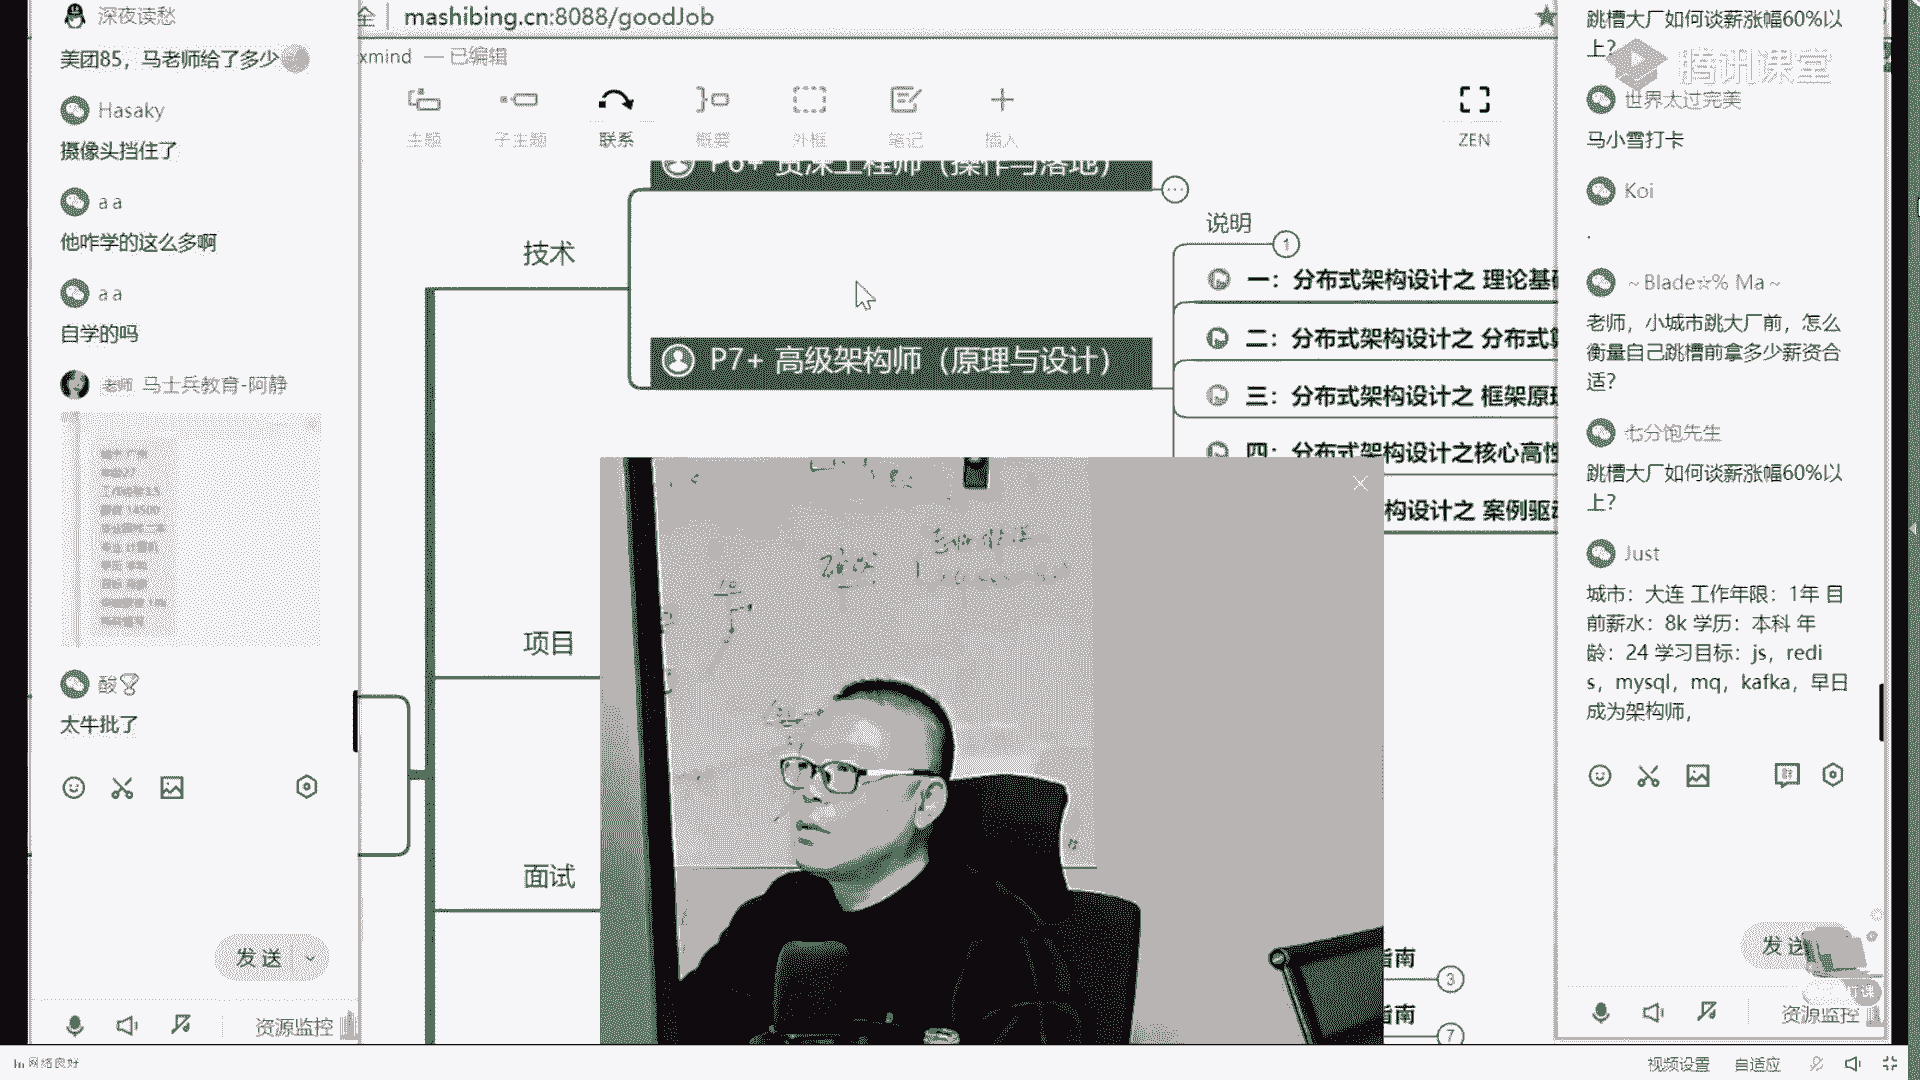 深夜读愁
美团85，马老师给了多少
Hasaky
摄像头挡住了
a a
他咋学的这么多啊
a a
自学的吗
老师 马士兵教育-阿静
酸
太牛批了
发送
资源监控
网络良好
全 | mashibing.cn:8088/goodJob
xmind — 已编辑
主题
子主题
联系
概要
外框
笔记
插入
ZEN
P6+ 资深工程师（操作与落地）
技术
P7+ 高级架构师（原理与设计）
说明
1
一：分布式架构设计之 理论基
二：分布式架构设计之 分布式
三：分布式架构设计之 框架原
四：分布式架构设计之核心高
构设计之 案例驱
项目
面试
指南
3
指南
7
跳槽大厂如何谈薪涨幅60%以
上？
腾讯课堂
世界太过完美
马小雪打卡
Koi
.
~Blade☆% Ma~
老师，小城市跳大厂前，怎么
衡量自己跳槽前拿多少薪资合
适？
七分饱先生
跳槽大厂如何谈薪涨幅60%以
上？
Just
城市：大连 工作年限：1年 目
前薪水：8k 学历：本科 年
龄：24 学习目标：js，redi
s，mysql，mq，kafka，早日
成为架构师，
发送
资源监控
视频设置
自适应